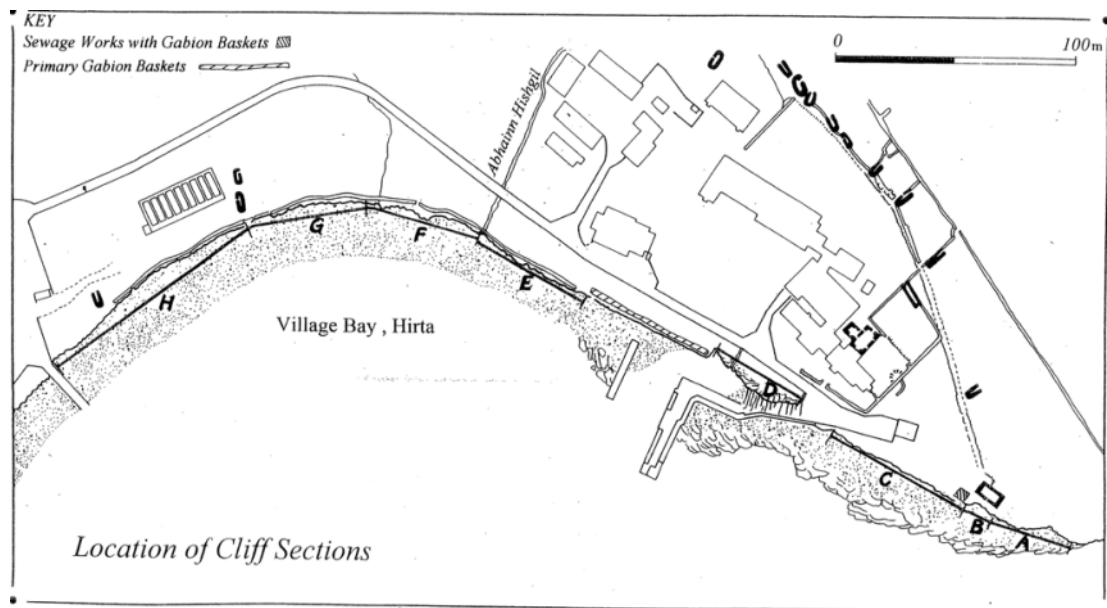 KEY
Sewage Works with Gabion Baskets
Primary Gabion Baskets
0 100m
Abhainn Hishgil
G
F
H
E
Village Bay , Hirta
D
C
B
A
Location of Cliff Sections